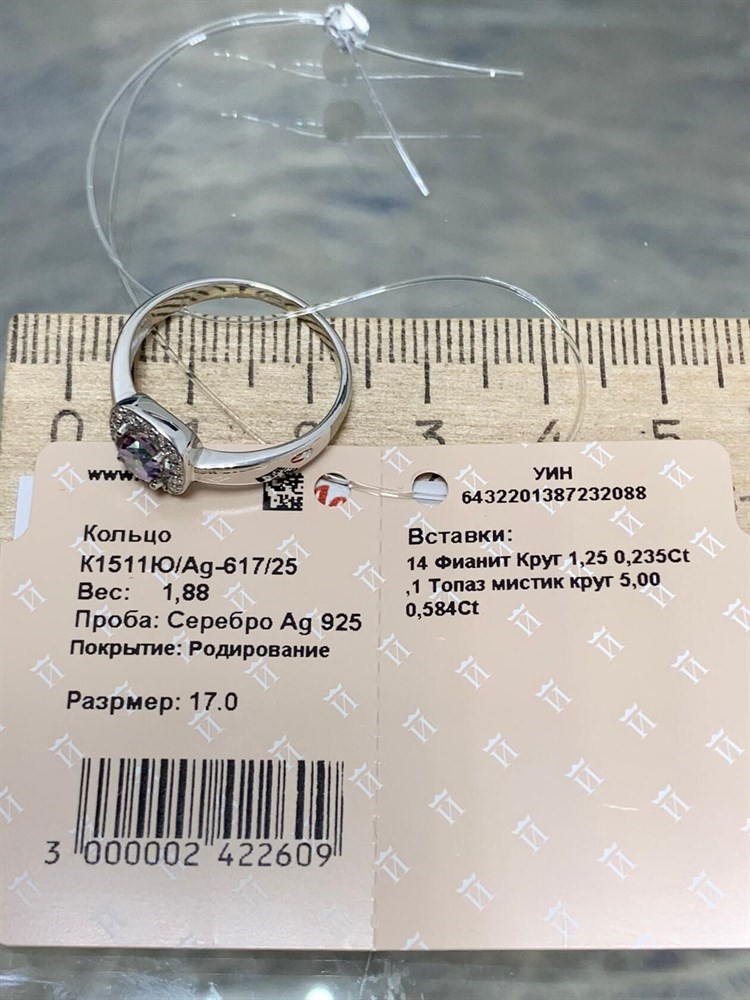 0 1 3 4 5
www.
Кольцо
К1511Ю/Ag-617/25
Вес: 1,88
Проба: Серебро Ag 925
Покрытие: Родирование
Разрмер: 17.0
3 000002 422609
УИН
6432201387232088
Вставки:
14 Фианит Круг 1,25 0,235Ct
,1 Топаз мистик круг 5,00
0,584Ct